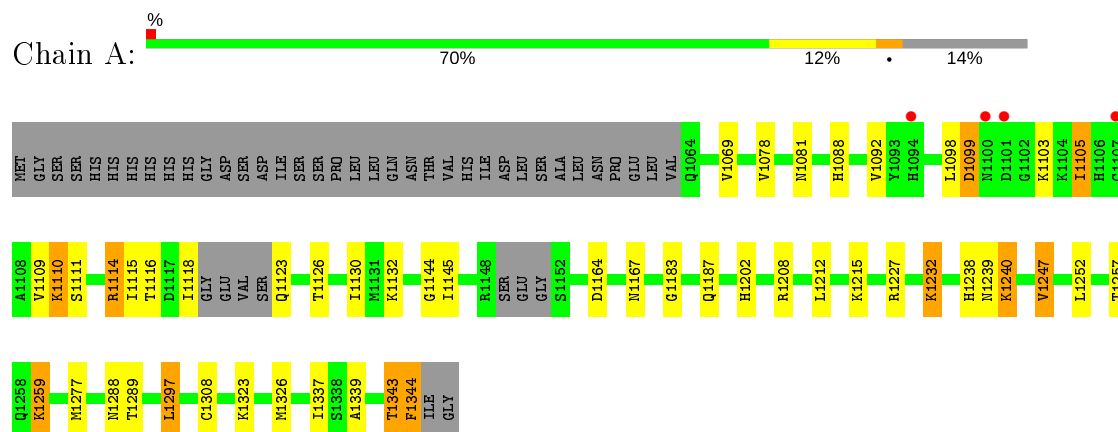 %
Chain A:
70% 12% • 14%
MET GLY SER SER HIS HIS HIS HIS HIS HIS GLY ASP SER ASP ILE SER SER PRO LEU LEU GLN ASN THR VAL HIS ILE ASP LEU SER ALA LEU ASN PRO GLU LEU VAL Q1064 V1069 V1078 N1081 H1088 V1092 Y1093 H1094 L1098 D1099 N1100 D1101 G1102 K1103 K1104 I1105 H1106 C1107
A1108 V1109 K1110 S1111 R1114 I1115 T1116 D1117 I1118 GLY GLU VAL SER Q1123 T1126 I1130 M1131 K1132 G1144 I1145 R1148 SER GLU GLY S1152 D1164 N1167 G1183 Q1187 H1202 R1208 L1212 K1215 R1227 K1232 H1238 N1239 K1240 V1247 L1252 T1257
Q1258 K1259 M1277 N1288 T1289 L1297 C1308 K1323 M1326 I1337 S1338 A1339 T1343 F1344 ILE GLY